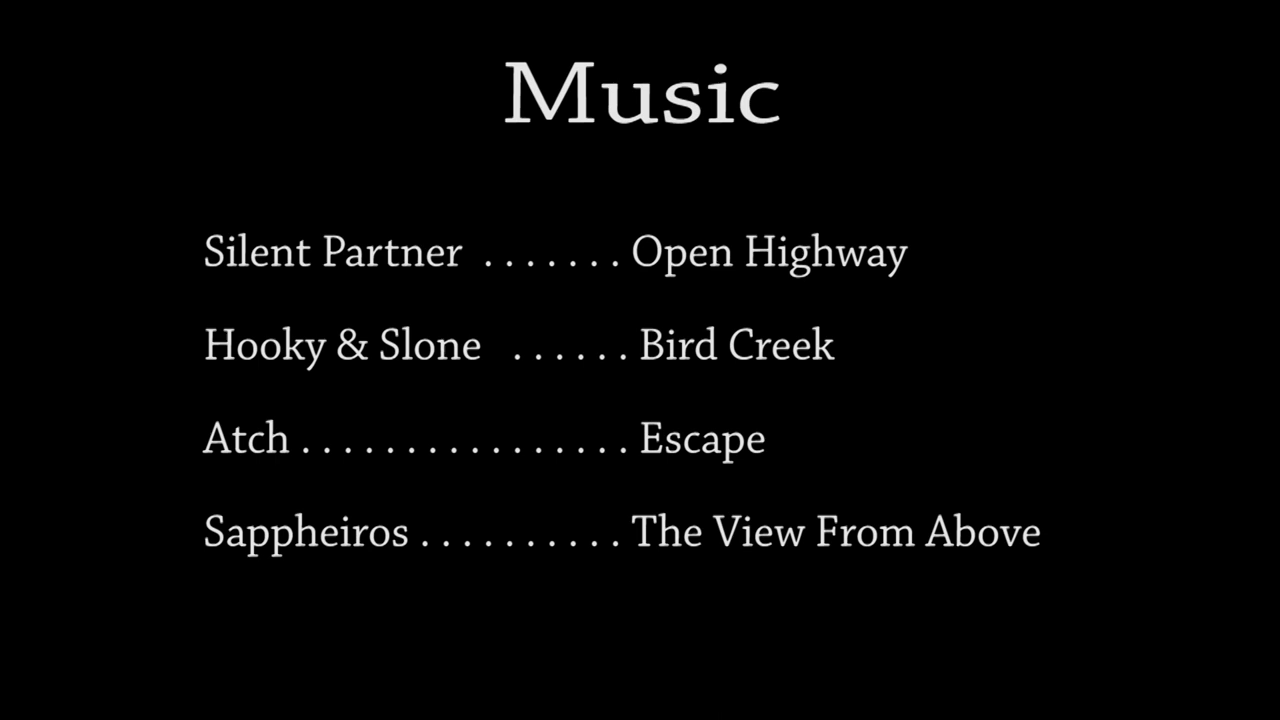 Music
Silent Partner . . . . . . . Open Highway
Hooky & Slone . . . . . . Bird Creek
Atch . . . . . . . . . . . . . . . . Escape
Sappheiros . . . . . . . . . . The View From Above